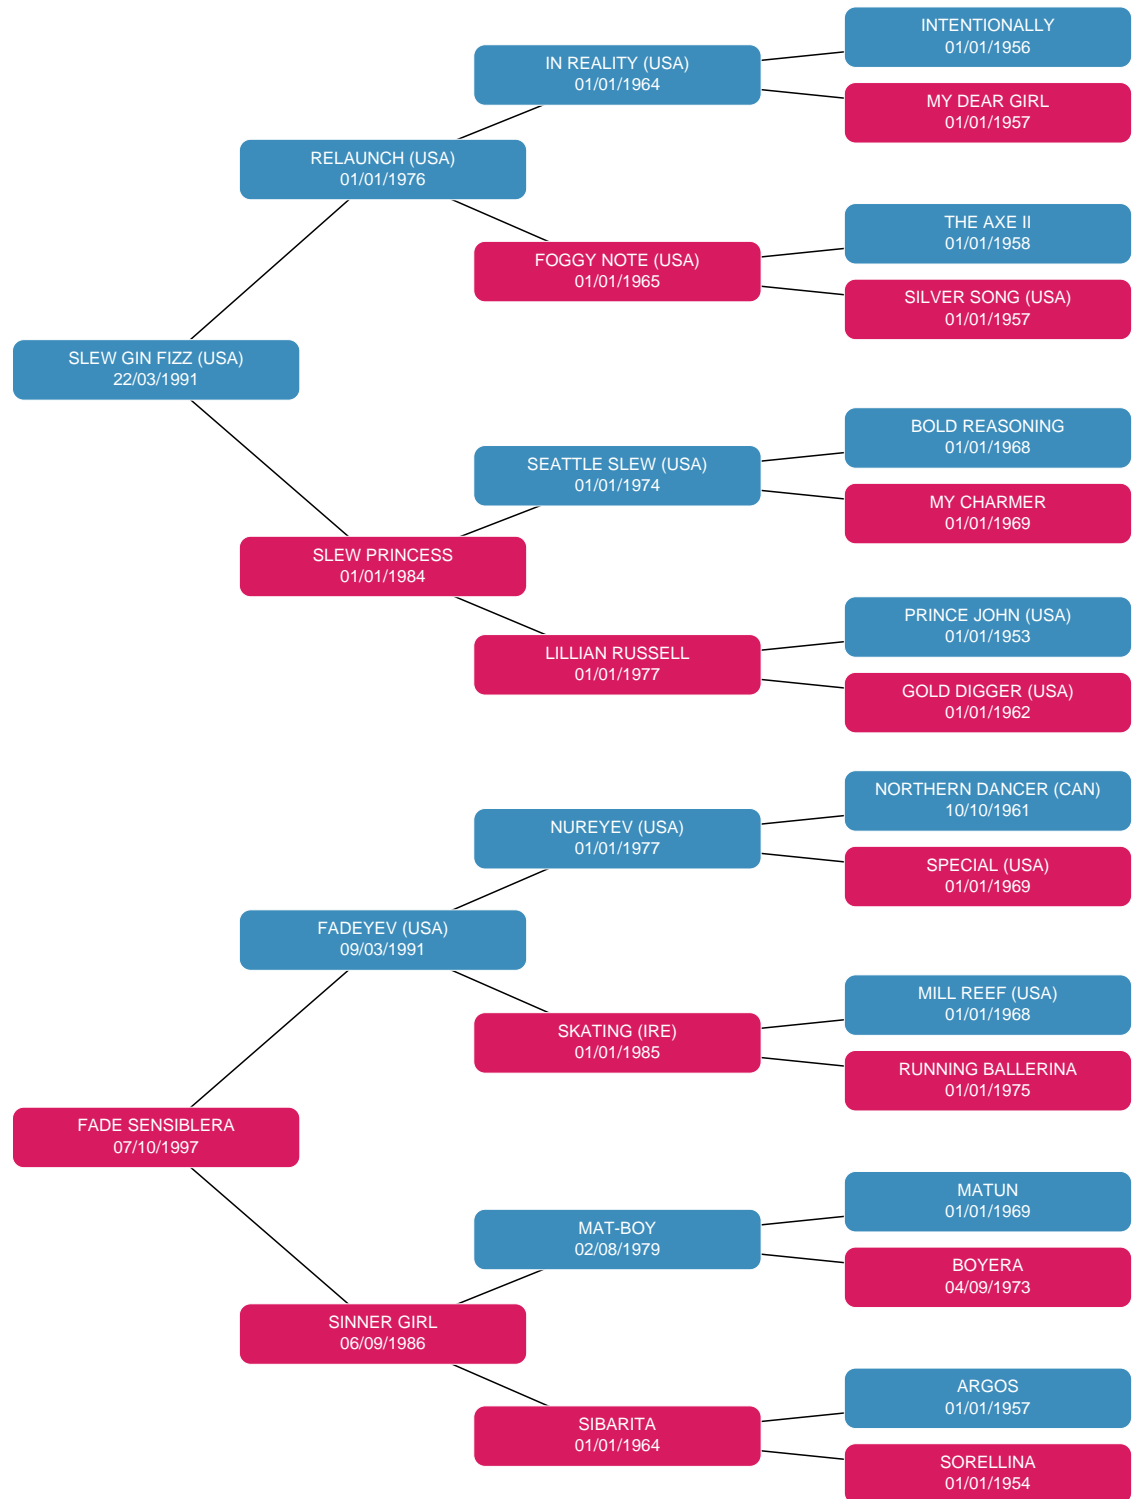 INTENTIONALLY
01/01/1956
IN REALITY (USA)
01/01/1964
MY DEAR GIRL
01/01/1957
RELAUNCH (USA)
01/01/1976
THE AXE II
01/01/1958
FOGGY NOTE (USA)
01/01/1965
SILVER SONG (USA)
01/01/1957
SLEW GIN FIZZ (USA)
22/03/1991
BOLD REASONING
01/01/1968
SEATTLE SLEW (USA)
01/01/1974
MY CHARMER
01/01/1969
SLEW PRINCESS
01/01/1984
PRINCE JOHN (USA)
01/01/1953
LILLIAN RUSSELL
01/01/1977
GOLD DIGGER (USA)
01/01/1962
NORTHERN DANCER (CAN)
10/10/1961
NUREYEV (USA)
01/01/1977
SPECIAL (USA)
01/01/1969
FADEYEV (USA)
09/03/1991
MILL REEF (USA)
01/01/1968
SKATING (IRE)
01/01/1985
RUNNING BALLERINA
01/01/1975
FADE SENSIBLERA
07/10/1997
MATUN
01/01/1969
MAT-BOY
02/08/1979
BOYERA
04/09/1973
SINNER GIRL
06/09/1986
ARGOS
01/01/1957
SIBARITA
01/01/1964
SORELLINA
01/01/1954